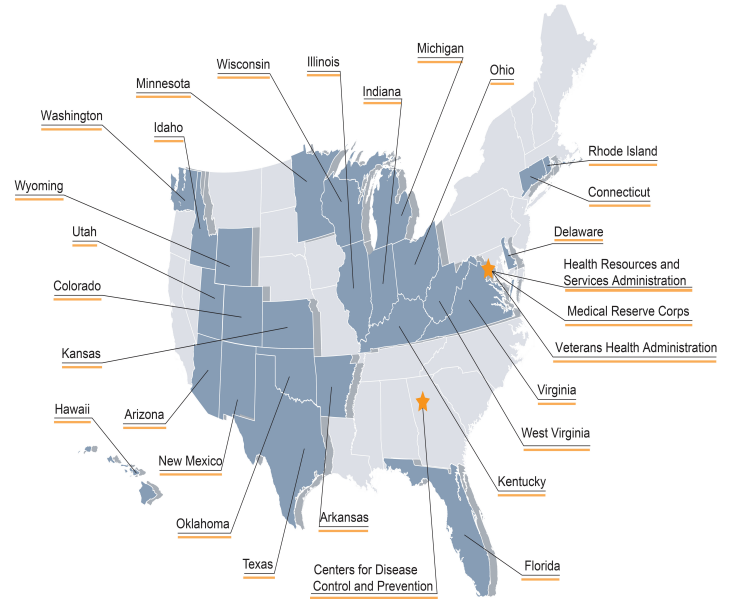 Michigan
Illinois
Wisconsin
Ohio
Minnesota
Indiana
Washington
Idaho
Rhode Island
Wyoming
Connecticut
Utah
Delaware
Health Resources and
Services Administration
Colorado
Medical Reserve Corps
Veterans Health Administration
Kansas
Virginia
Hawaii
Arizona
West Virginia
New Mexico
Kentucky
Oklahoma
Arkansas
Texas
Centers for Disease
Control and Prevention
Florida